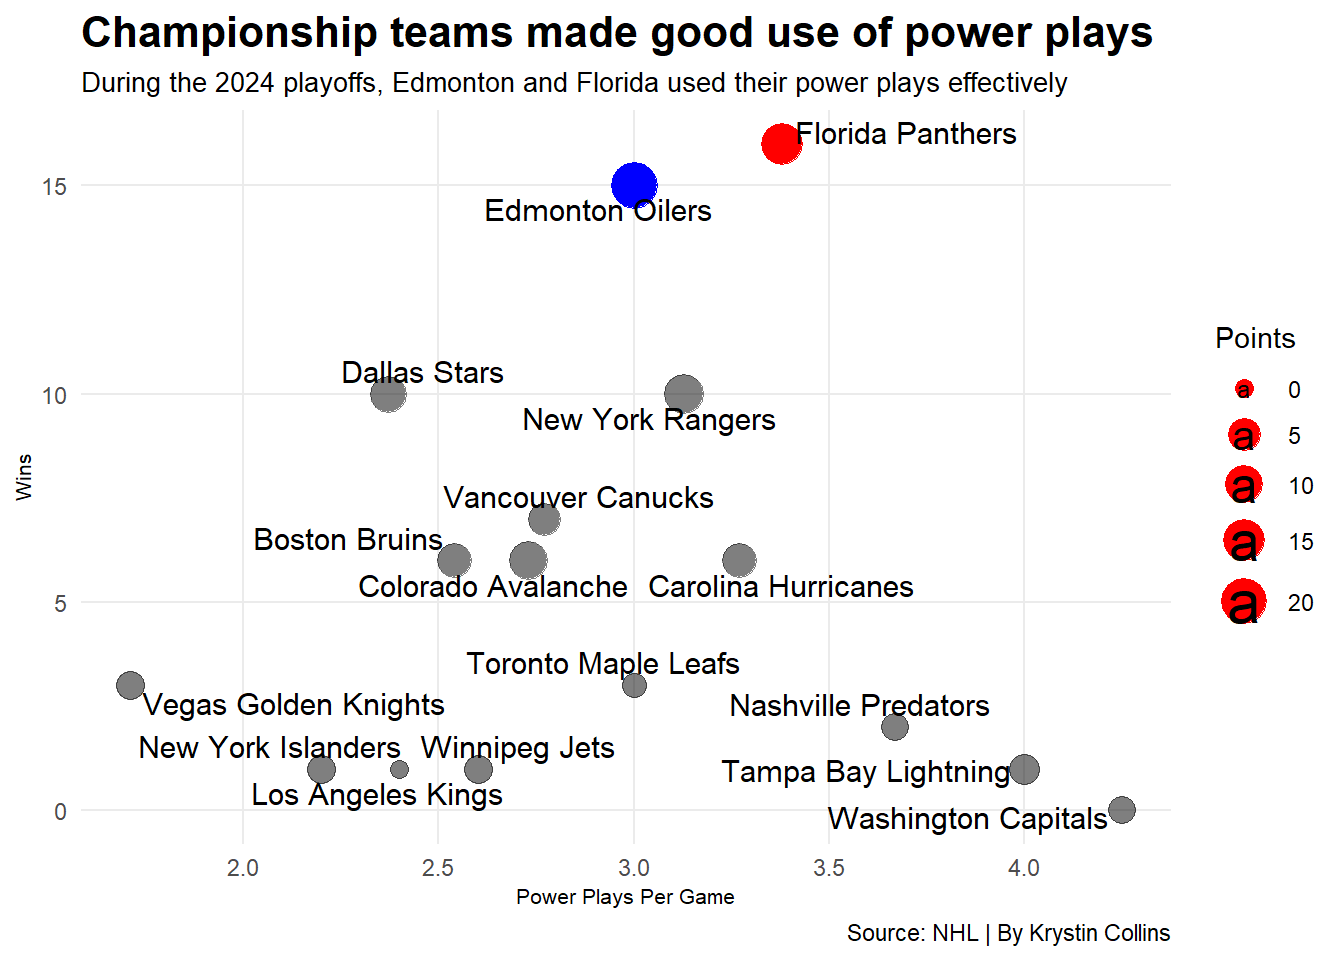 Championship teams made good use of power plays
During the 2024 playoffs, Edmonton and Florida used their power plays effectively
Florida Panthers
15
Edmonton Oilers
Points
Dallas Stars
a 0
10
New York Rangers
a 5
Wins
a 10
Vancouver Canucks
Boston Bruins
a 15
Colorado Avalanche
Carolina Hurricanes
5
a 20
Toronto Maple Leafs
Vegas Golden Knights
Nashville Predators
New York Islanders
Winnipeg Jets
Tampa Bay Lightning
Los Angeles Kings
0
Washington Capitals
2.0 2.5 3.0 3.5 4.0
Power Plays Per Game
Source: NHL | By Krystin Collins